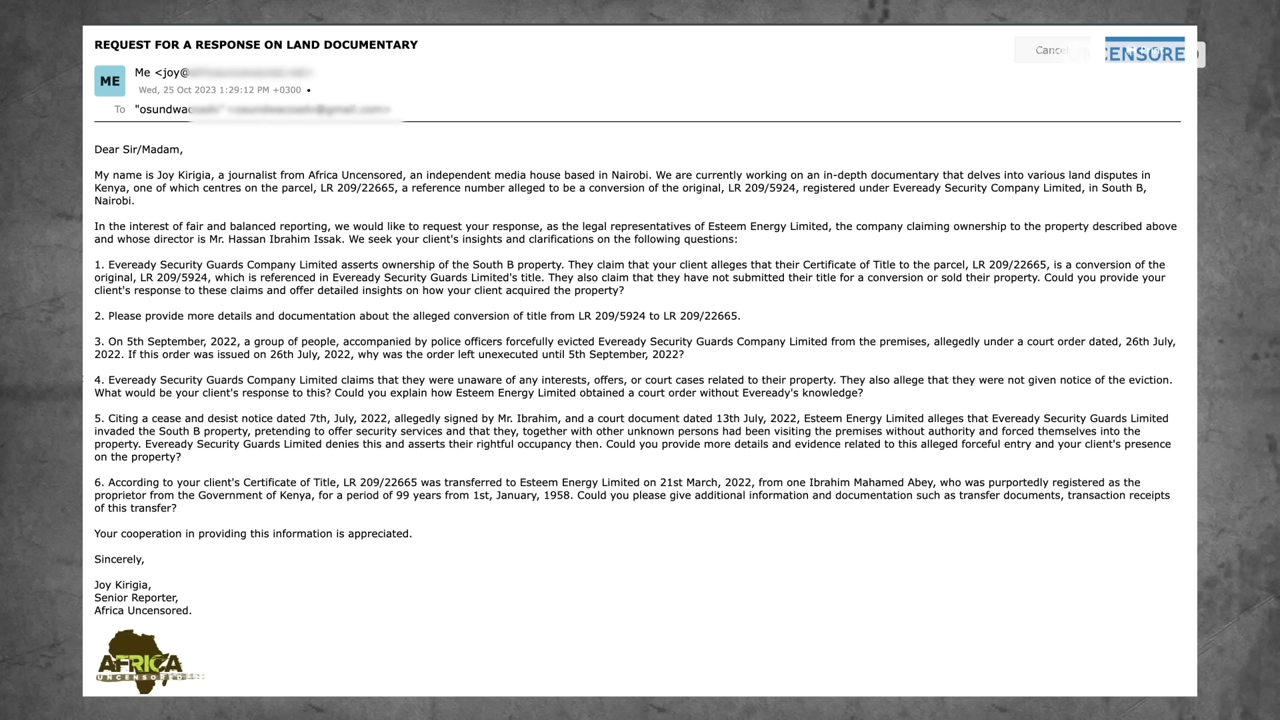 REQUEST FOR A RESPONSE ON LAND DOCUMENTARY
Cancel
CENSORE
ME
Me <joy@
Wed, 25 Oct 2023 1:29:12 PM +0300 •
To "osundwa
Dear Sir/Madam,
My name is Joy Kirigia, a journalist from Africa Uncensored, an independent media house based in Nairobi. We are currently working on an in-depth documentary that delves into various land disputes in
Kenya, one of which centres on the parcel, LR 209/22665, a reference number alleged to be a conversion of the original, LR 209/5924, registered under Eveready Security Company Limited, in South B,
Nairobi.
In the interest of fair and balanced reporting, we would like to request your response, as the legal representatives of Esteem Energy Limited, the company claiming ownership to the property described above
and whose director is Mr. Hassan Ibrahim Issak. We seek your client's insights and clarifications on the following questions:
1. Eveready Security Guards Company Limited asserts ownership of the South B property. They claim that your client alleges that their Certificate of Title to the parcel, LR 209/22665, is a conversion of the
original, LR 209/5924, which is referenced in Eveready Security Guards Limited's title. They also claim that they have not submitted their title for a conversion or sold their property. Could you provide your
client's response to these claims and offer detailed insights on how your client acquired the property?
2. Please provide more details and documentation about the alleged conversion of title from LR 209/5924 to LR 209/22665.
3. On 5th September, 2022, a group of people, accompanied by police officers forcefully evicted Eveready Security Guards Company Limited from the premises, allegedly under a court order dated, 26th July,
2022. If this order was issued on 26th July, 2022, why was the order left unexecuted until 5th September, 2022?
4. Eveready Security Guards Company Limited claims that they were unaware of any interests, offers, or court cases related to their property. They also allege that they were not given notice of the eviction.
What would be your client's response to this? Could you explain how Esteem Energy Limited obtained a court order without Eveready's knowledge?
5. Citing a cease and desist notice dated 7th, July, 2022, allegedly signed by Mr. Ibrahim, and a court document dated 13th July, 2022, Esteem Energy Limited alleges that Eveready Security Guards Limited
invaded the South B property, pretending to offer security services and that they, together with other unknown persons had been visiting the premises without authority and forced themselves into the
property. Eveready Security Guards Limited denies this and asserts their rightful occupancy then. Could you provide more details and evidence related to this alleged forceful entry and your client's presence
on the property?
6. According to your client's Certificate of Title, LR 209/22665 was transferred to Esteem Energy Limited on 21st March, 2022, from one Ibrahim Mahamed Abey, who was purportedly registered as the
proprietor from the Government of Kenya, for a period of 99 years from 1st, January, 1958. Could you please give additional information and documentation such as transfer documents, transaction receipts
of this transfer?
Your cooperation in providing this information is appreciated.
Sincerely,
Joy Kirigia,
Senior Reporter,
Africa Uncensored.
AFRICA
UNCENSORED